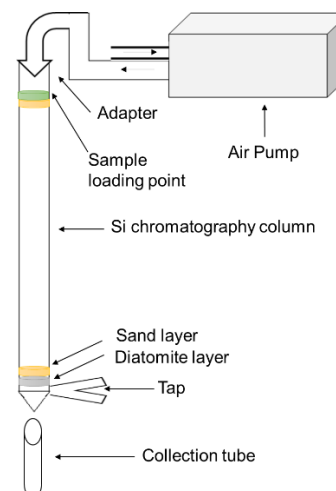 Adapter
Air Pump
Sample
loading point
Si chromatography column
Sand layer
Diatomite layer
Tap
Collection tube